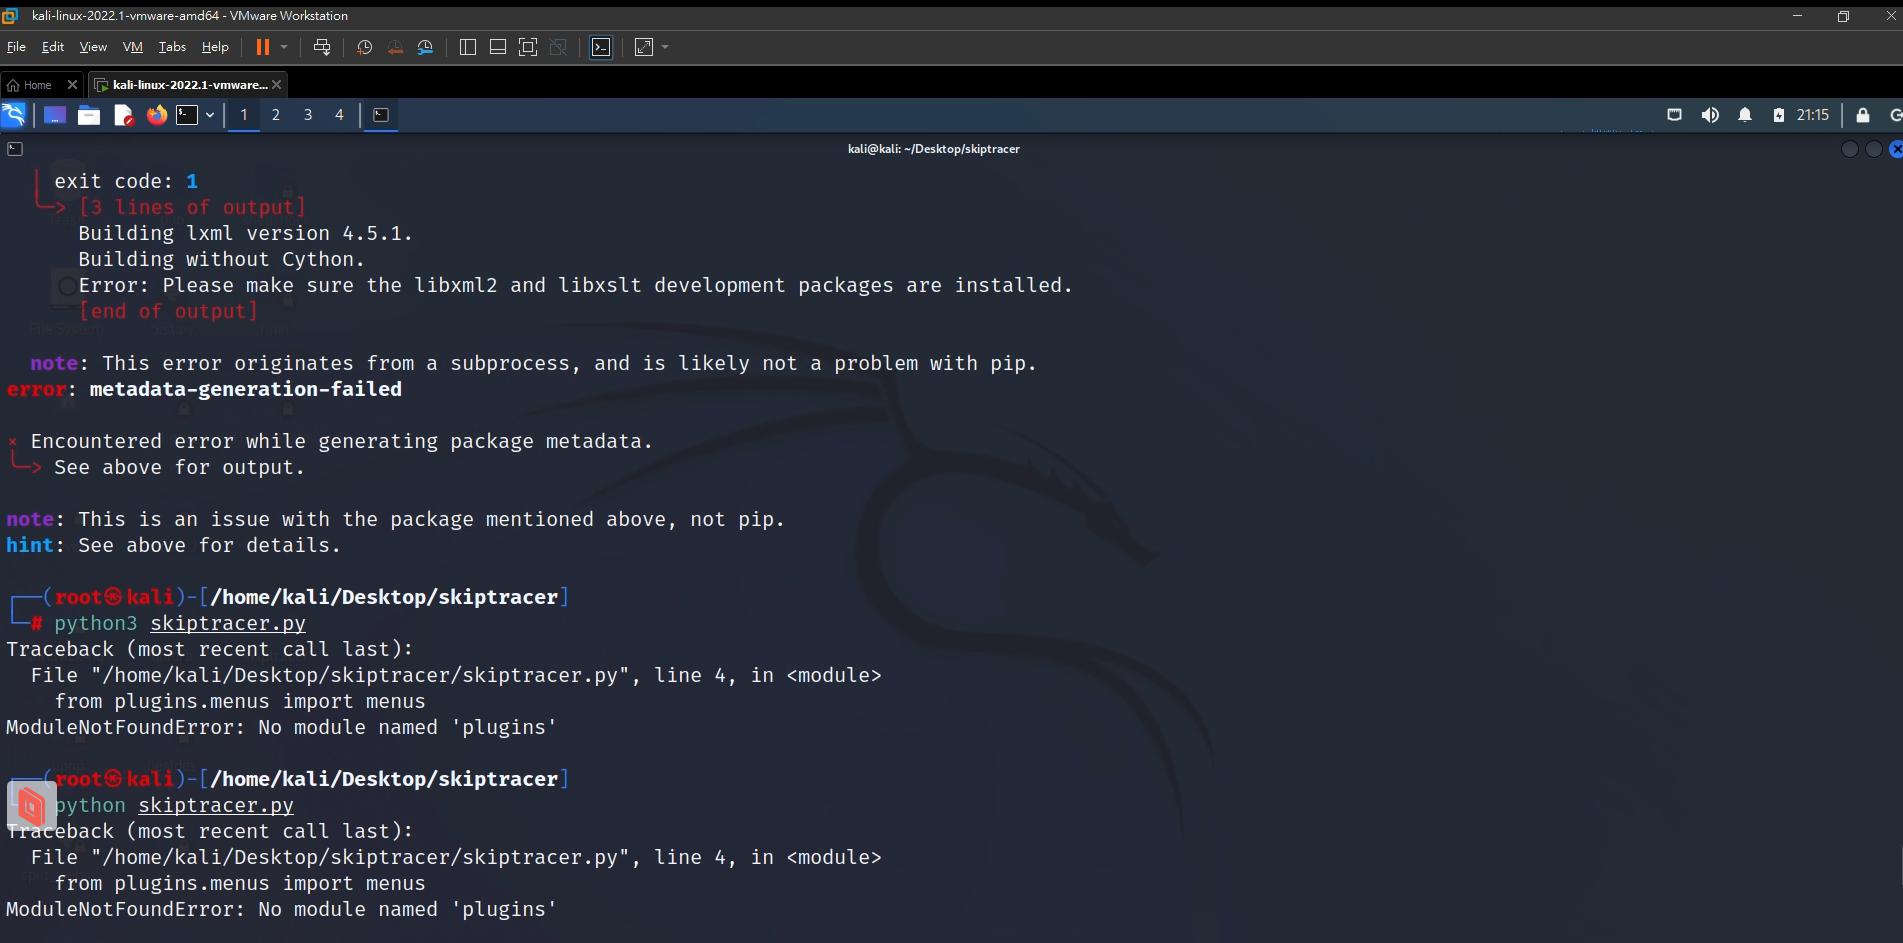 kali-linux-2022.1-vmware-amd64 - VMware Workstation
File Edit View VM Tabs Help
Home kali-linux-2022.1-vmware...
1 2 3 4 21:15
kali@kali: ~/Desktop/skiptracer
exit code: 1
╰─> [3 lines of output]
Building lxml version 4.5.1.
Building without Cython.
Error: Please make sure the libxml2 and libxslt development packages are installed.
[end of output]
note: This error originates from a subprocess, and is likely not a problem with pip.
error: metadata-generation-failed
× Encountered error while generating package metadata.
╰─> See above for output.
note: This is an issue with the package mentioned above, not pip.
hint: See above for details.
┌──(root㉿kali)-[/home/kali/Desktop/skiptracer]
└─# python3 skiptracer.py
Traceback (most recent call last):
File "/home/kali/Desktop/skiptracer/skiptracer.py", line 4, in <module>
from plugins.menus import menus
ModuleNotFoundError: No module named 'plugins'
┌──(root㉿kali)-[/home/kali/Desktop/skiptracer]
python skiptracer.py
Traceback (most recent call last):
File "/home/kali/Desktop/skiptracer/skiptracer.py", line 4, in <module>
from plugins.menus import menus
ModuleNotFoundError: No module named 'plugins'